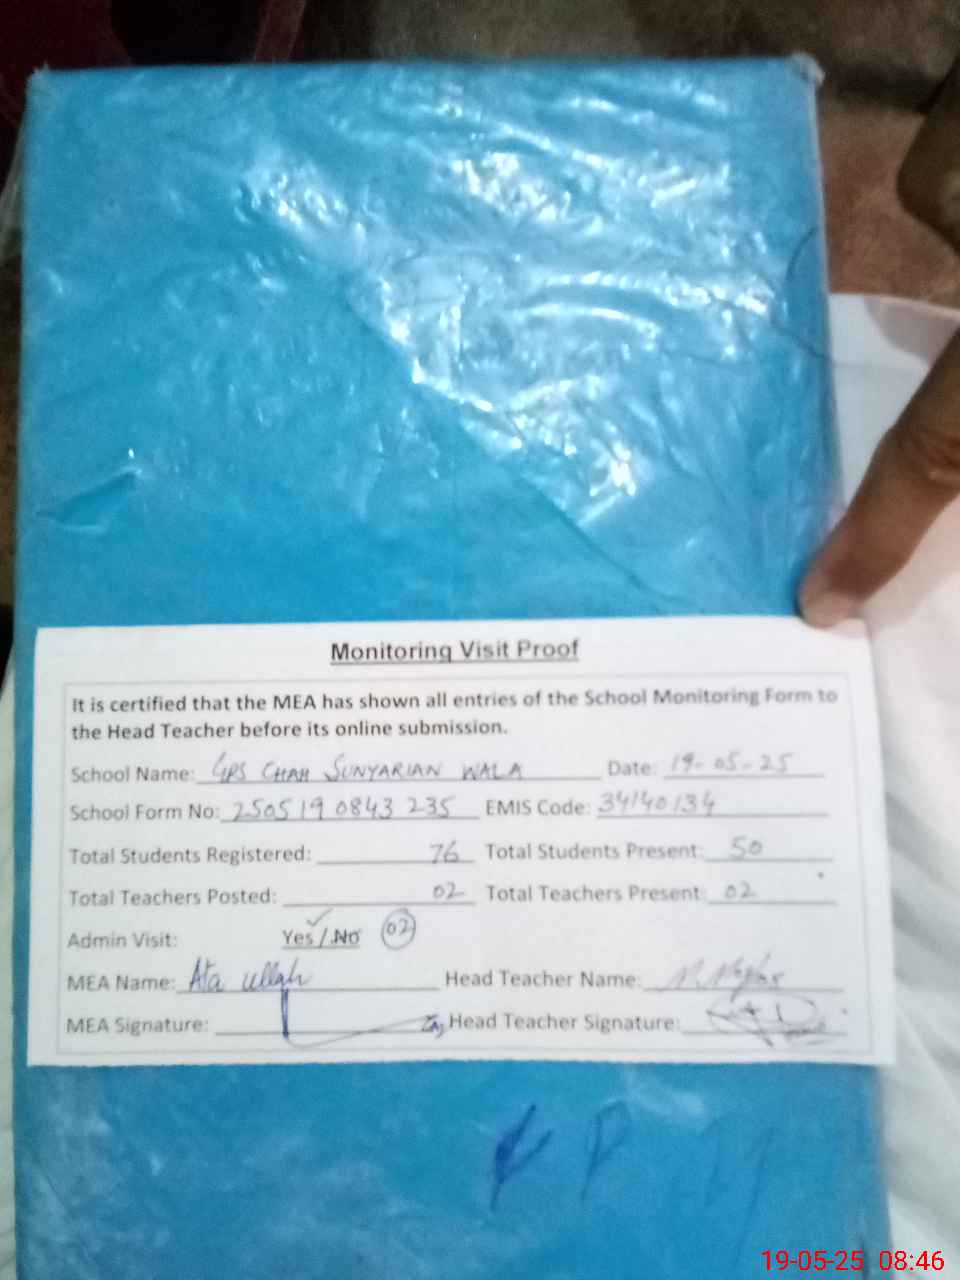 Monitoring Visit Proof
It is certified that the MEA has shown all entries of the School Monitoring Form to
the Head Teacher before its online submission.
School Name: GPS CHAH SUNYARIAN WALA Date: 19-05-25
School Form No: 250519 0843 235 EMIS Code: 34140134
Total Students Registered: 76 Total Students Present: 50
Total Teachers Posted: 02 Total Teachers Present: 02
Admin Visit: Yes / No 02
MEA Name: Ata ullah Head Teacher Name:
MEA Signature: Head Teacher Signature:
19-05-25 08:46